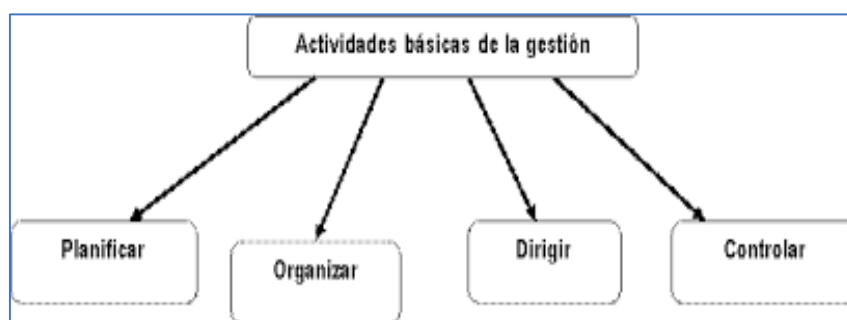 Actividades básicas de la gestión
Planificar
Organizar
Dirigir
Controlar